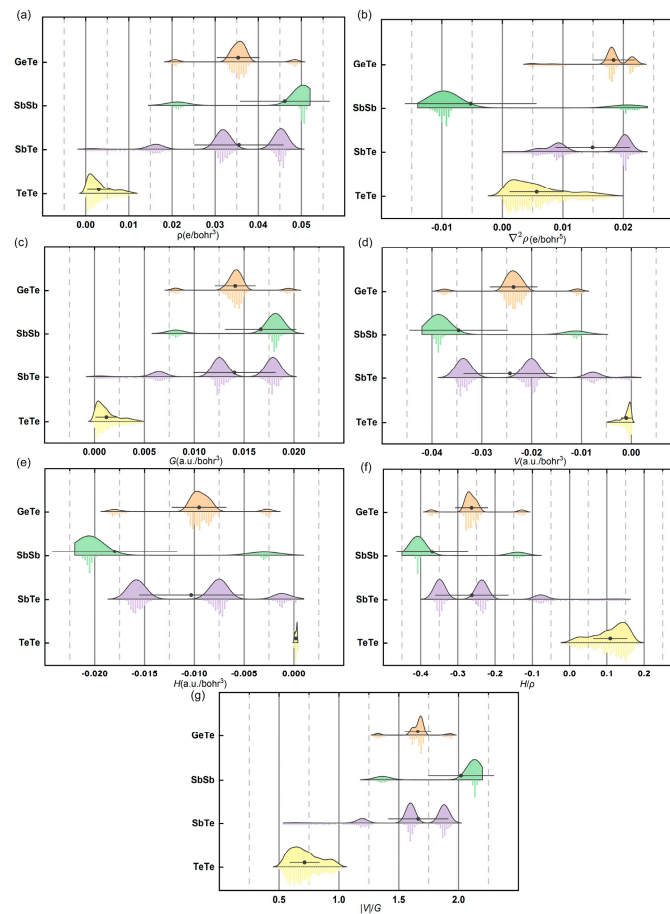 (a)
GeTe
SbSb
SbTe
TeTe
0.00 0.01 0.02 0.03 0.04 0.05
ρ(e/bohr³)
(b)
GeTe
SbSb
SbTe
TeTe
-0.01 0.00 0.01 0.02
∇²ρ(e/bohr⁵)
(c)
GeTe
SbSb
SbTe
TeTe
0.000 0.005 0.010 0.015 0.020
G(a.u./bohr³)
(d)
GeTe
SbSb
SbTe
TeTe
-0.04 -0.03 -0.02 -0.01 0.00
V(a.u./bohr³)
(e)
GeTe
SbSb
SbTe
TeTe
-0.020 -0.015 -0.010 -0.005 0.000
H(a.u./bohr³)
(f)
GeTe
SbSb
SbTe
TeTe
-0.4 -0.3 -0.2 -0.1 0.0 0.1 0.2
H/ρ
(g)
GeTe
SbSb
SbTe
TeTe
0.5 1.0 1.5 2.0
|V|/G